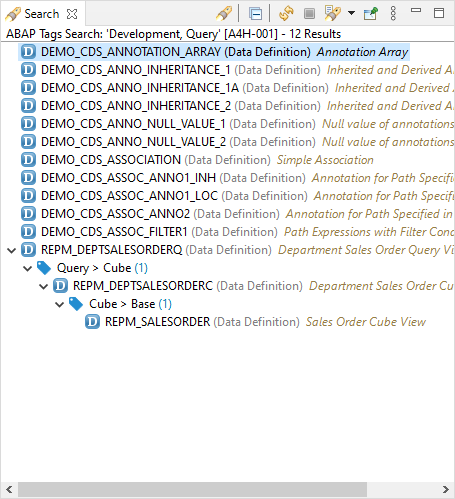 Search
ABAP Tags Search: 'Development, Query' [A4H-001] - 12 Results
DEMO_CDS_ANNOTATION_ARRAY (Data Definition) Annotation Array
DEMO_CDS_ANNO_INHERITANCE_1 (Data Definition) Inherited and Derived A
DEMO_CDS_ANNO_INHERITANCE_1A (Data Definition) Inherited and Derived
DEMO_CDS_ANNO_INHERITANCE_2 (Data Definition) Inherited and Derived A
DEMO_CDS_ANNO_NULL_VALUE_1 (Data Definition) Null value of annotations
DEMO_CDS_ANNO_NULL_VALUE_2 (Data Definition) Null value of annotations
DEMO_CDS_ASSOCIATION (Data Definition) Simple Association
DEMO_CDS_ASSOC_ANNO1_INH (Data Definition) Annotation for Path Specified
DEMO_CDS_ASSOC_ANNO1_LOC (Data Definition) Annotation for Path Specified
DEMO_CDS_ASSOC_ANNO2 (Data Definition) Annotation for Path Specified in
DEMO_CDS_ASSOC_FILTER1 (Data Definition) Path Expressions with Filter Cond
REPM_DEPTSALESORDERQ (Data Definition) Department Sales Order Query Vi
Query > Cube (1)
REPM_DEPTSALESORDERC (Data Definition) Department Sales Order Cu
Cube > Base (1)
REPM_SALESORDER (Data Definition) Sales Order Cube View